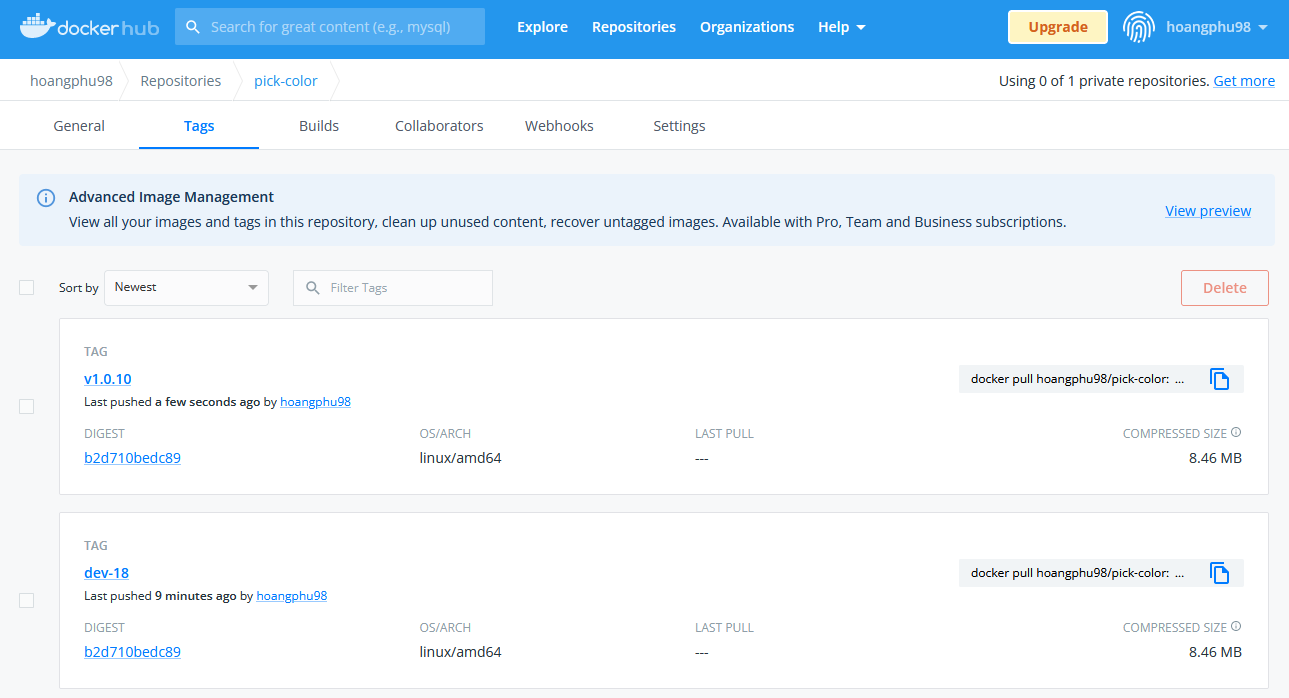 docker hub
Search for great content (e.g., mysql)
Explore
Repositories
Organizations
Help
Upgrade
hoangphu98
hoangphu98
Repositories
pick-color
Using 0 of 1 private repositories. Get more
General
Tags
Builds
Collaborators
Webhooks
Settings
Advanced Image Management
View all your images and tags in this repository, clean up unused content, recover untagged images. Available with Pro, Team and Business subscriptions.
View preview
Sort by
Newest
Filter Tags
Delete
TAG
v1.0.10
docker pull hoangphu98/pick-color: ...
Last pushed a few seconds ago by hoangphu98
DIGEST
OS/ARCH
LAST PULL
COMPRESSED SIZE
b2d710bedc89
linux/amd64
---
8.46 MB
TAG
dev-18
docker pull hoangphu98/pick-color: ...
Last pushed 9 minutes ago by hoangphu98
DIGEST
OS/ARCH
LAST PULL
COMPRESSED SIZE
b2d710bedc89
linux/amd64
---
8.46 MB